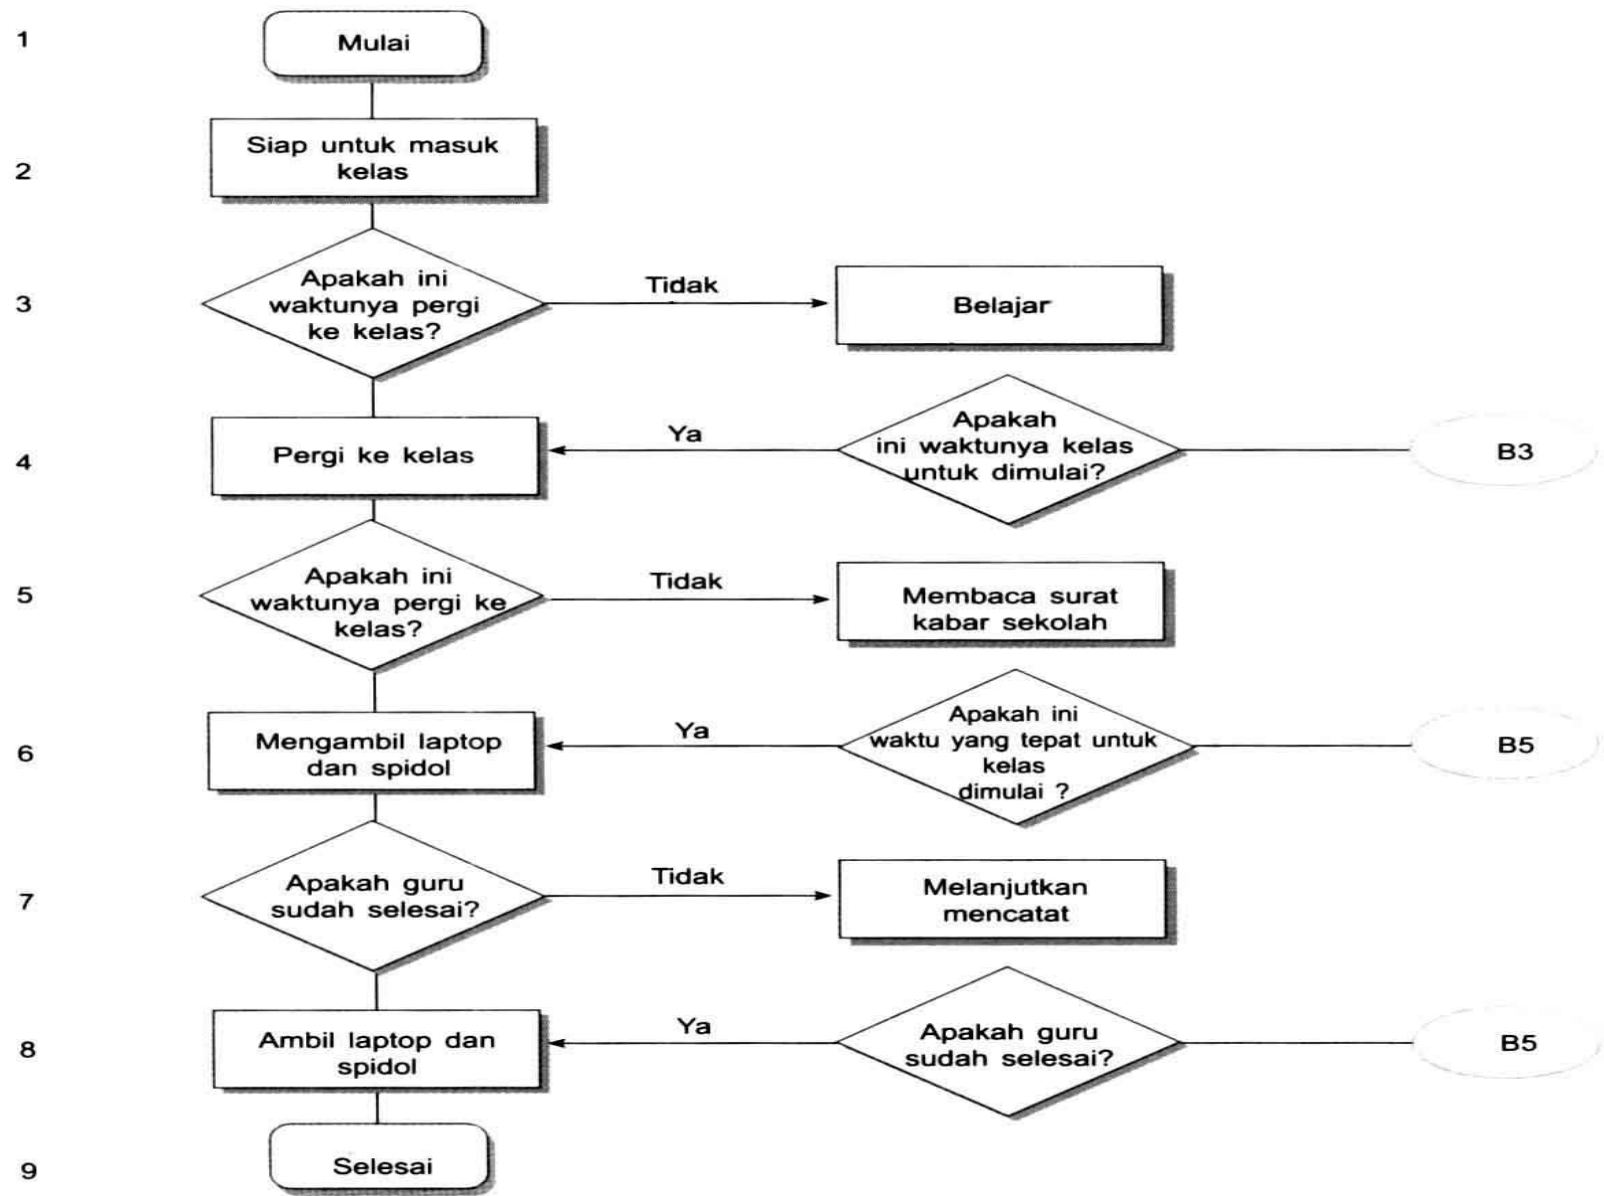 1
Mulai
2
Siap untuk masuk
kelas
3
Apakah ini
waktunya pergi
ke kelas?
Tidak
Belajar
4
Pergi ke kelas
Ya
Apakah
ini waktunya kelas
untuk dimulai?
B3
5
Apakah ini
waktunya pergi ke
kelas?
Tidak
Membaca surat
kabar sekolah
6
Mengambil laptop
dan spidol
Ya
Apakah ini
waktu yang tepat untuk
kelas
dimulai ?
B5
7
Apakah guru
sudah selesai?
Tidak
Melanjutkan
mencatat
8
Ambil laptop dan
spidol
Ya
Apakah guru
sudah selesai?
B5
9
Selesai